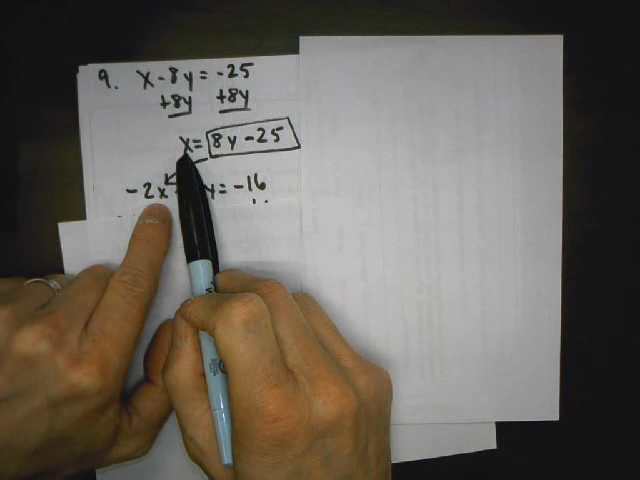 9. x - 8y = -25
+8y +8y
x = 8y - 25
-2x y = -16